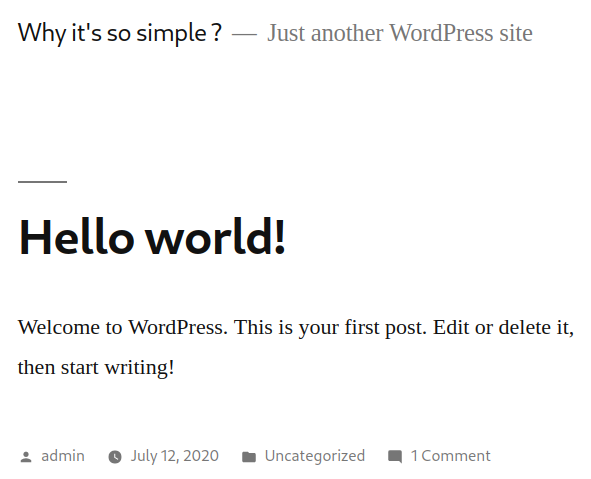 Why it's so simple ? — Just another WordPress site
Hello world!
Welcome to WordPress. This is your first post. Edit or delete it,
then start writing!
admin July 12, 2020 Uncategorized 1 Comment